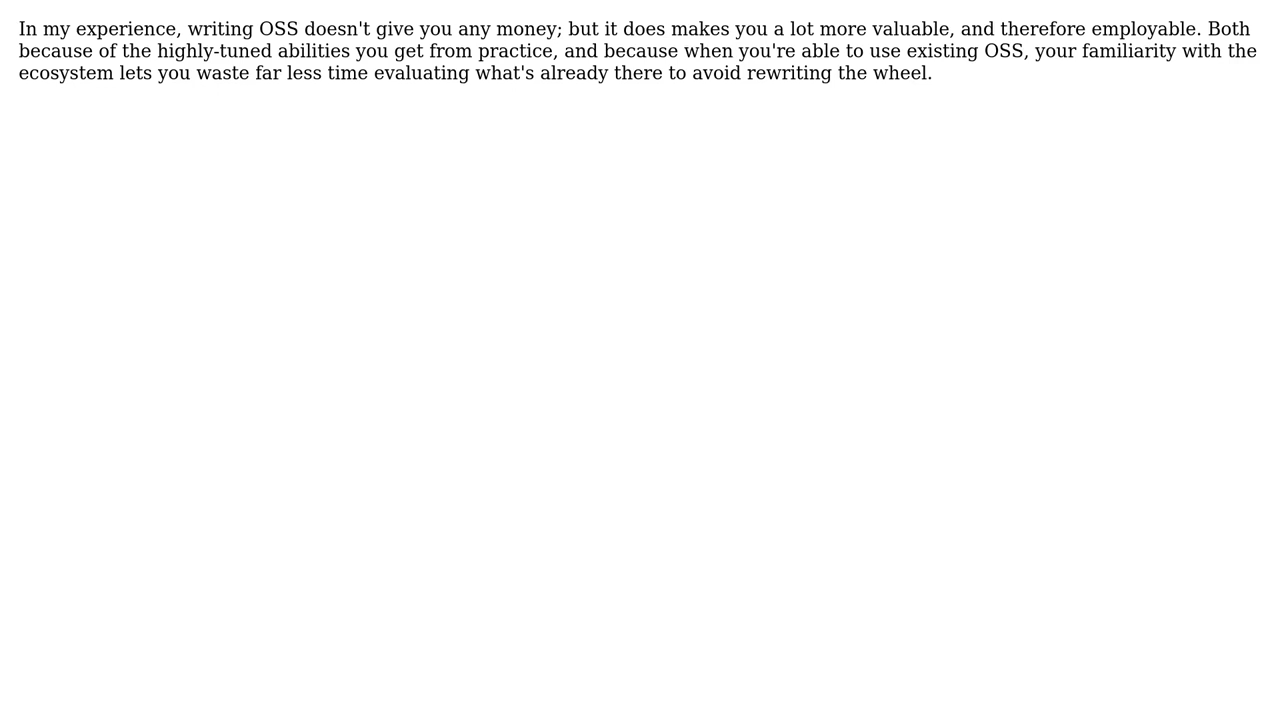 In my experience, writing OSS doesn't give you any money; but it does makes you a lot more valuable, and therefore employable. Both
because of the highly-tuned abilities you get from practice, and because when you're able to use existing OSS, your familiarity with the
ecosystem lets you waste far less time evaluating what's already there to avoid rewriting the wheel.